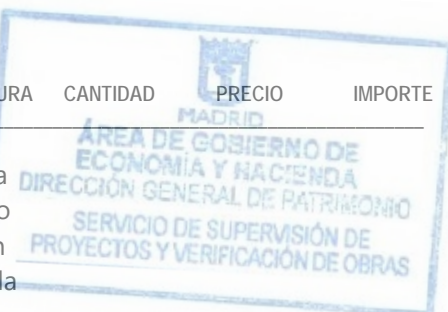 URA CANTIDAD PRECIO IMPORTE
MADRID
ÁREA DE GOBIERNO DE
ECONOMÍA Y HACIENDA
DIRECCIÓN GENERAL DE PATRIMONIO
SERVICIO DE SUPERVISIÓN DE
PROYECTOS Y VERIFICACIÓN DE OBRAS
a
o
n
la